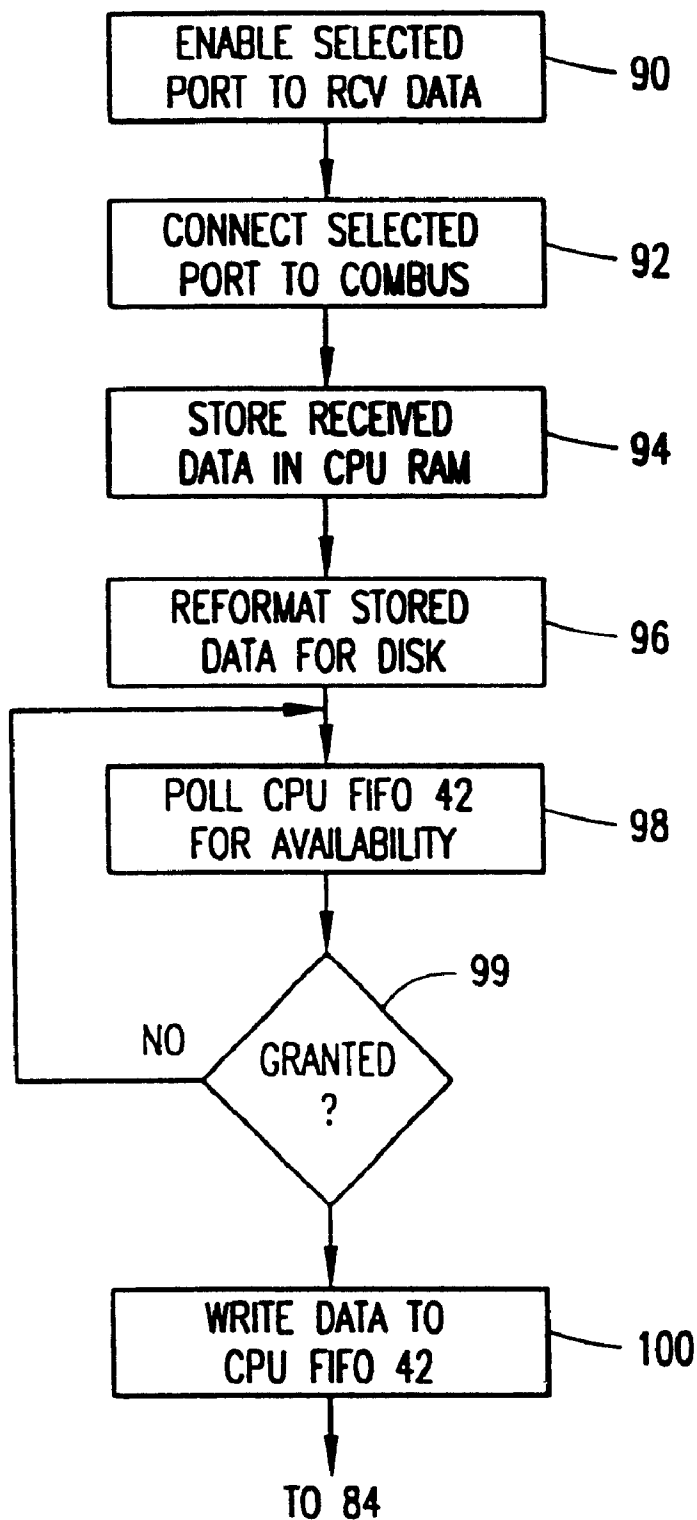 ENABLE SELECTED
PORT TO RCV DATA
90
CONNECT SELECTED
PORT TO COMBUS
92
STORE RECEIVED
DATA IN CPU RAM
94
REFORMAT STORED
DATA FOR DISK
96
POLL CPU FIFO 42
FOR AVAILABILITY
98
99
NO
GRANTED
?
WRITE DATA TO
CPU FIFO 42
100
TO 84